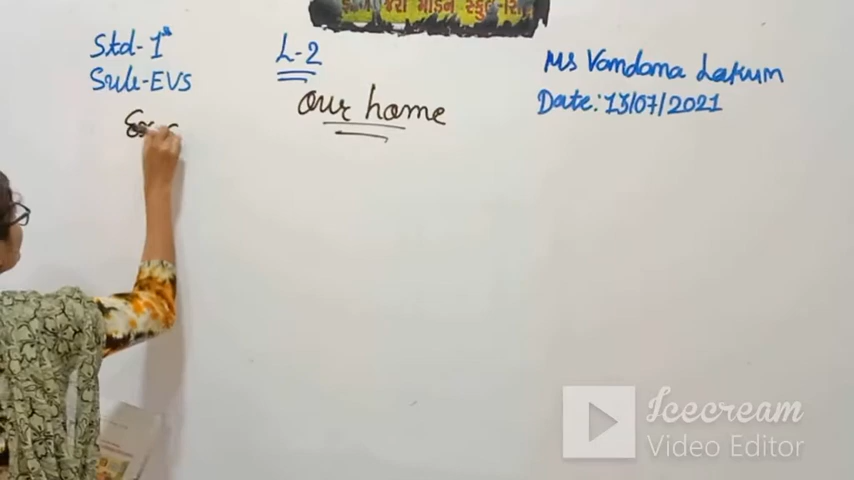 Std-1st
Sub-EVS
L-2
Our home
Ms Vandana Lakum
Date: 13/07/2021
Icecream
Video Editor